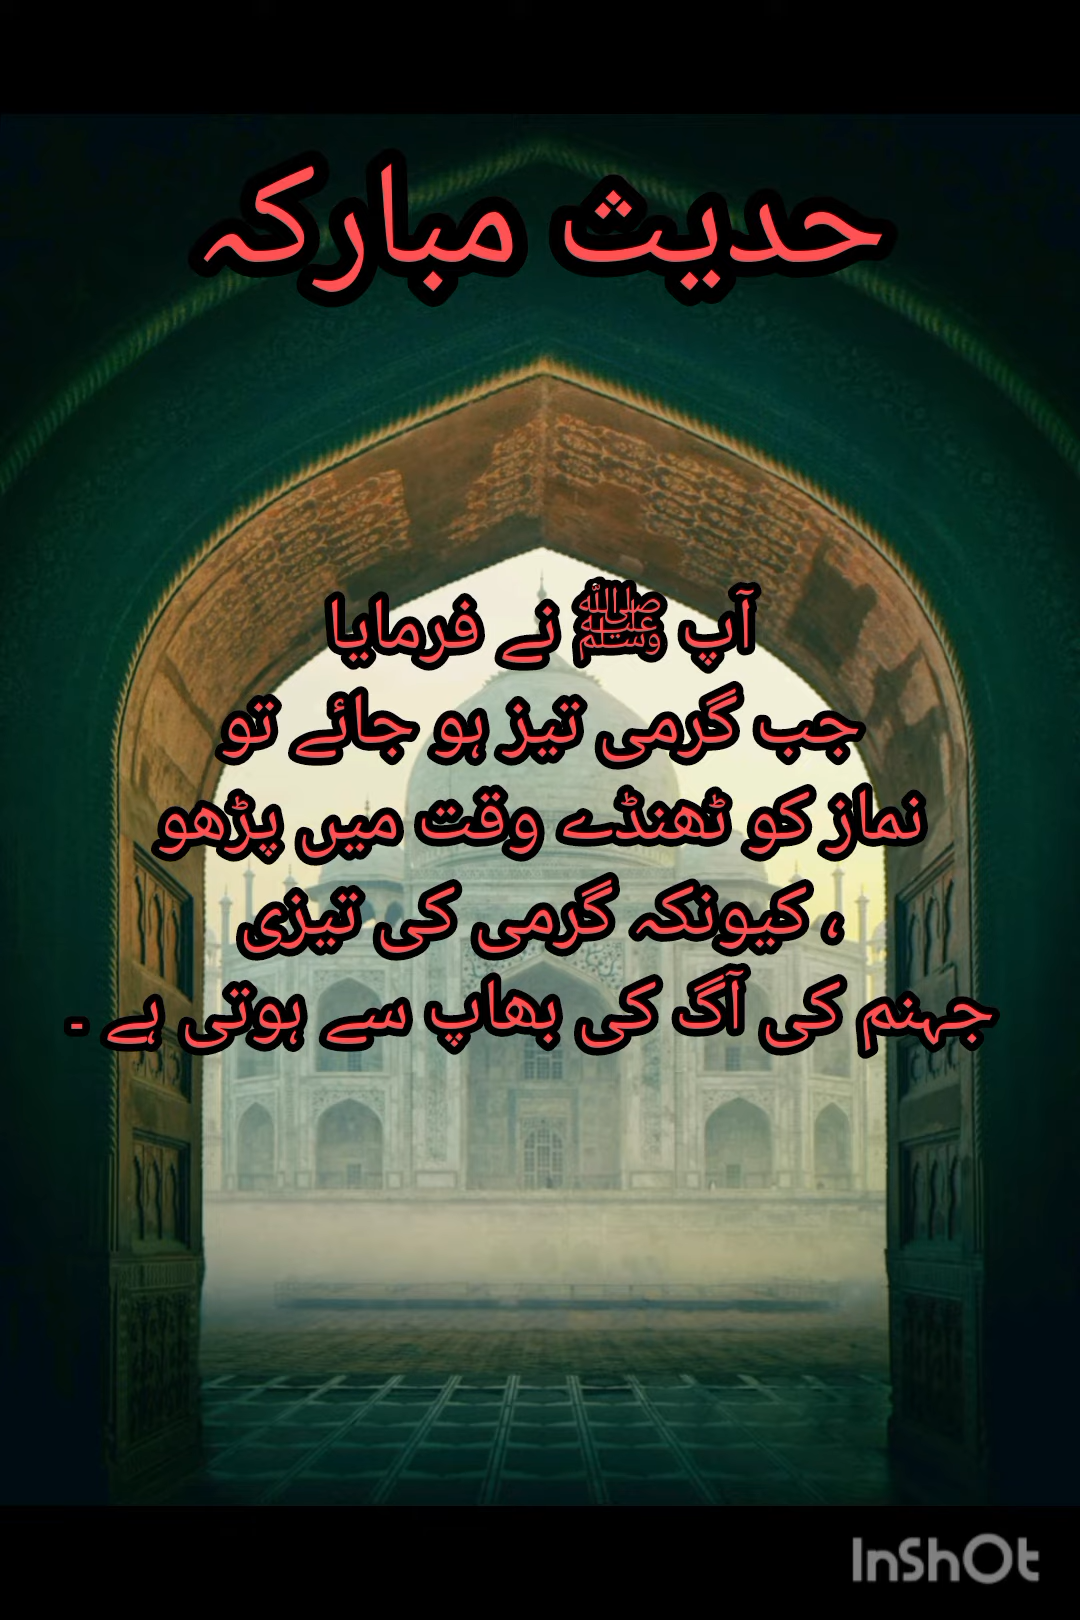 حدیث مبارکہ
آپ ﷺ نے فرمایا
جب گرمی تیز ہو جائے تو
نماز کو ٹھنڈے وقت میں پڑھو
، کیونکہ گرمی کی تیزی
جہنم کی آگ کی بھاپ سے ہوتی ہے ۔
InShOt